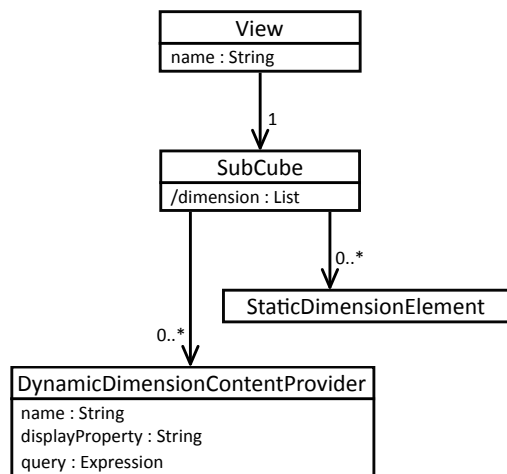 View
name : String
1
SubCube
/dimension : List
0..*
StaticDimensionElement
0..*
DynamicDimensionContentProvider
name : String
displayProperty : String
query : Expression